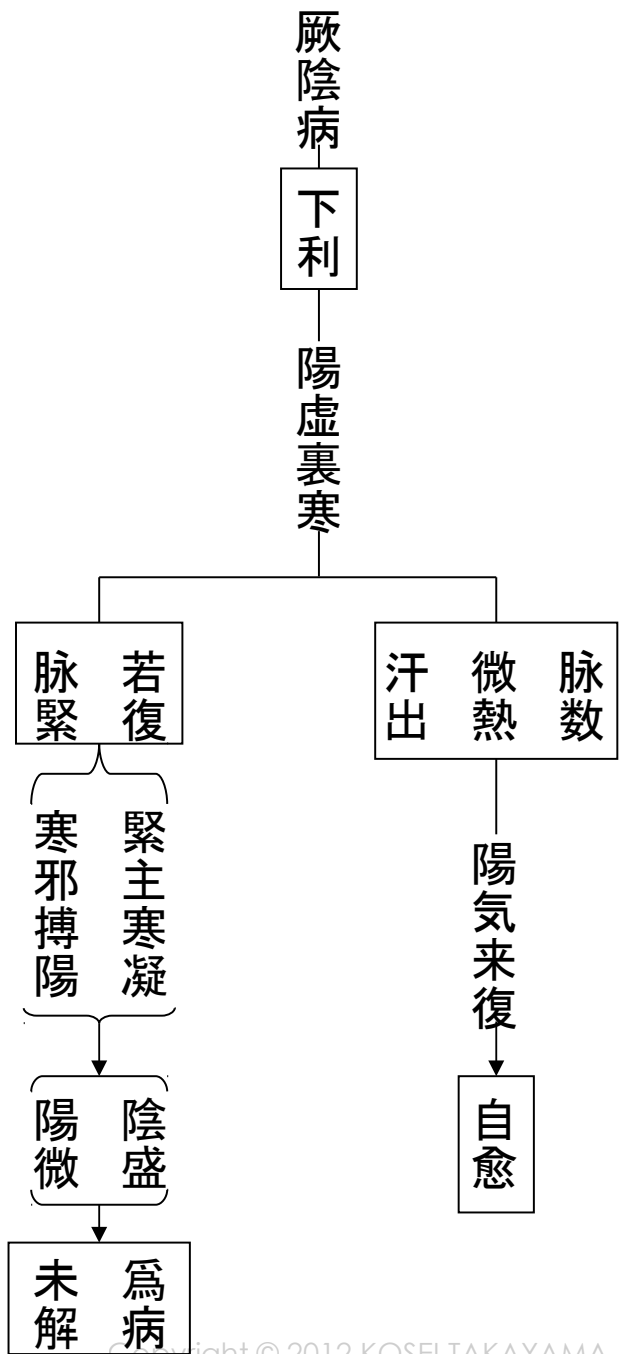 厥陰病
下利
陽虚裏寒
脉数
微熱
汗出
陽気来復
自愈
若復
脉緊
緊主寒凝
寒邪搏陽
陰盛
陽微
爲病
未解
Copyright © 2012 KOSEI TAKAYAMA